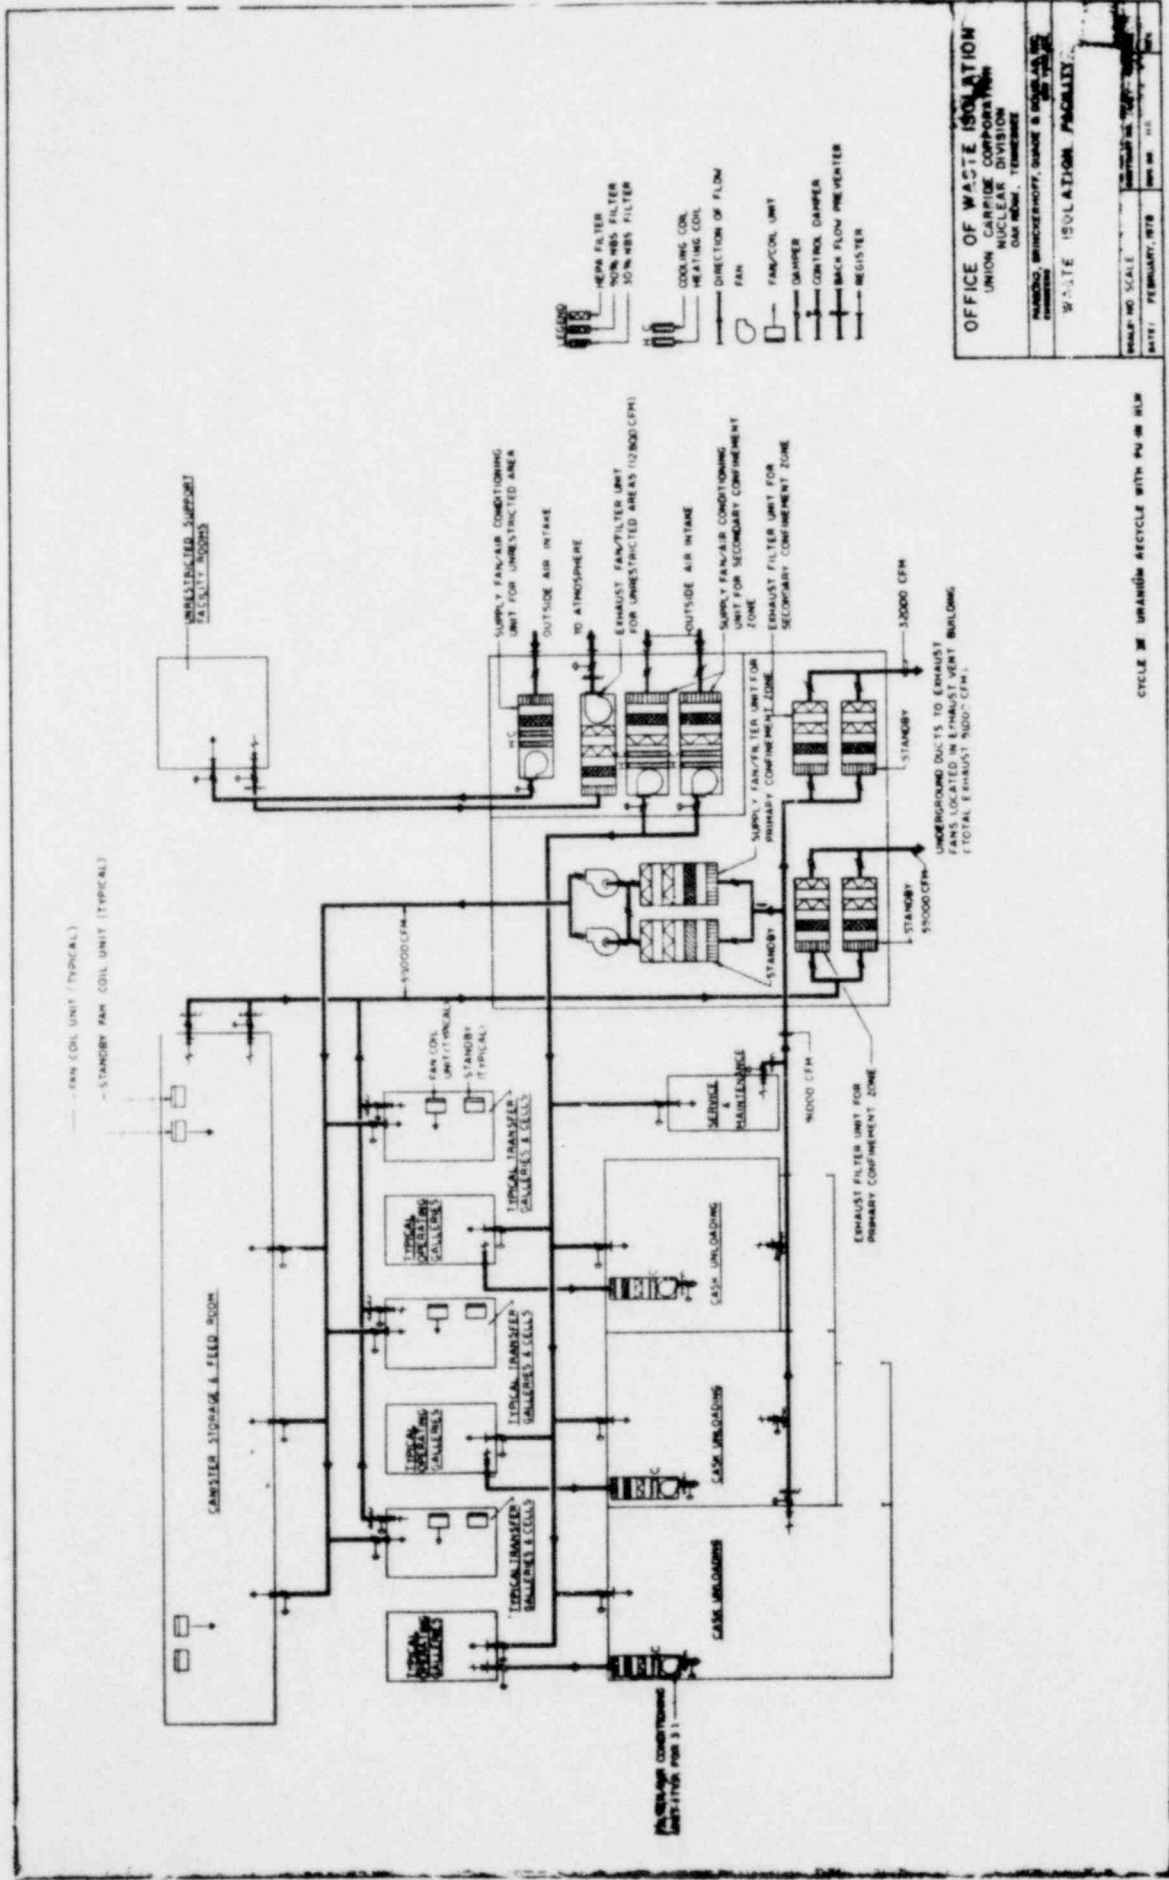 FAN COIL UNIT (TYPICAL)
STANDBY FAN COIL UNIT (TYPICAL)
CANISTER STORAGE & FEED ROOM
UNRESTRICTED SUPPORT
FACILITY ROOMS
TYPICAL
OPERATING
GALLERIES
TYPICAL TRANSFER
GALLERIES & CELLS
TYPICAL
OPERATING
GALLERIES
TYPICAL TRANSFER
GALLERIES & CELLS
TYPICAL
OPERATING
GALLERIES
TYPICAL TRANSFER
GALLERIES & CELLS
FAN COIL
UNIT (TYPICAL)
STANDBY
(TYPICAL)
CASK UNLOADING
CASK UNLOADING
CASK UNLOADING
C
C
C
SERVICE
&
MAINTENANCE
91000 CFM
EXHAUST FILTER UNIT FOR
PRIMARY CONFINEMENT ZONE
STANDBY
SUPPLY FAN/FILTER UNIT FOR
PRIMARY CONFINEMENT ZONE
STANDBY
59000 CFM
UNDERGROUND DUCTS TO EXHAUST
FANS LOCATED IN EXHAUST VENT BUILDING
STANDBY
32000 CFM
H C
SUPPLY FAN/AIR CONDITIONING
UNIT FOR UNRESTRICTED AREA
OUTSIDE AIR INTAKE
TO ATMOSPHERE
EXHAUST FAN/FILTER UNIT
FOR UNRESTRICTED AREAS (12800 CFM)
OUTSIDE AIR INTAKE
SUPPLY FAN/AIR CONDITIONING
UNIT FOR SECONDARY CONFINEMENT
ZONE
EXHAUST FILTER UNIT FOR
SECONDARY CONFINEMENT ZONE
LEGEND
HEPA FILTER
90% NBS FILTER
30% NBS FILTER
H C
COOLING COIL
HEATING COIL
DIRECTION OF FLOW
FAN
FAN/COIL UNIT
DAMPER
CONTROL DAMPER
BACK FLOW PREVENTER
REGISTER
OFFICE OF WASTE ISOLATION
UNION CARBIDE CORPORATION
NUCLEAR DIVISION
OAK RIDGE, TENNESSEE
WASTE ISOLATION FACILITY
SCALE: NO SCALE
DATE: FEBRUARY, 1978
URANIUM RECYCLE WITH PU IN HLW